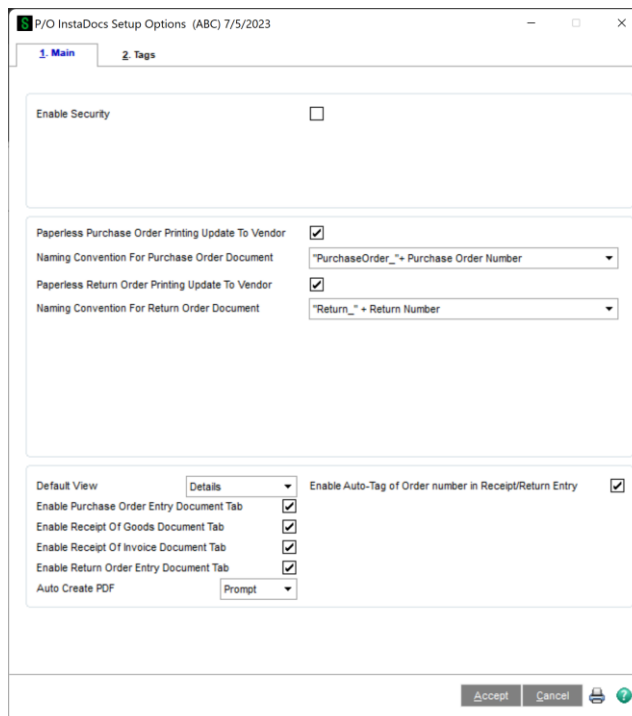 S P/O InstaDocs Setup Options (ABC) 7/5/2023
1. Main 2. Tags
Enable Security
Paperless Purchase Order Printing Update To Vendor
Naming Convention For Purchase Order Document "PurchaseOrder_"+ Purchase Order Number
Paperless Return Order Printing Update To Vendor
Naming Convention For Return Order Document "Return_" + Return Number
Default View Details Enable Auto-Tag of Order number in Receipt/Return Entry
Enable Purchase Order Entry Document Tab
Enable Receipt Of Goods Document Tab
Enable Receipt Of Invoice Document Tab
Enable Return Order Entry Document Tab
Auto Create PDF Prompt
Accept Cancel ?